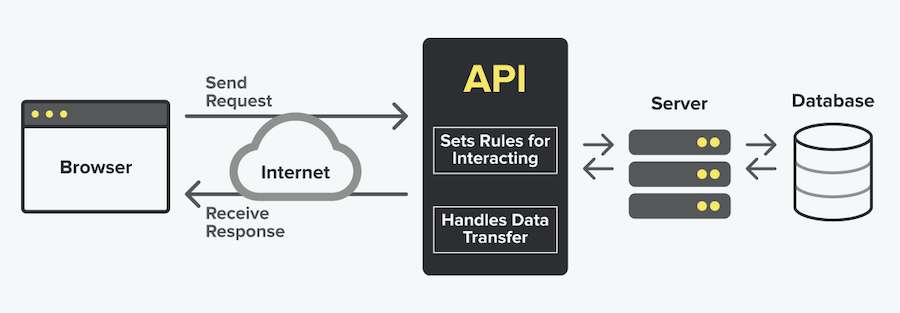 Send
Request
Browser
Internet
Receive
Response
API
Sets Rules for
Interacting
Handles Data
Transfer
Server
Database